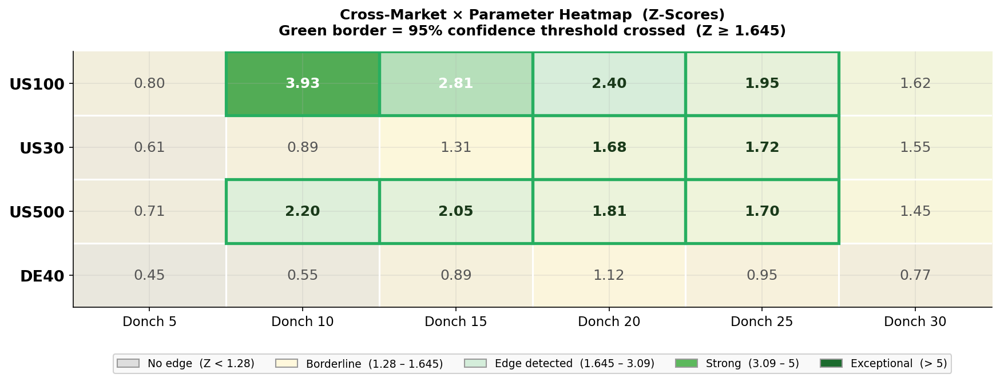 Cross-Market × Parameter Heatmap (Z-Scores)
Green border = 95% confidence threshold crossed (Z ≥ 1.645)
US100 0.80 3.93 2.81 2.40 1.95 1.62
US30 0.61 0.89 1.31 1.68 1.72 1.55
US500 0.71 2.20 2.05 1.81 1.70 1.45
DE40 0.45 0.55 0.89 1.12 0.95 0.77
Donch 5 Donch 10 Donch 15 Donch 20 Donch 25 Donch 30
No edge (Z < 1.28) Borderline (1.28 – 1.645) Edge detected (1.645 – 3.09) Strong (3.09 – 5) Exceptional (> 5)